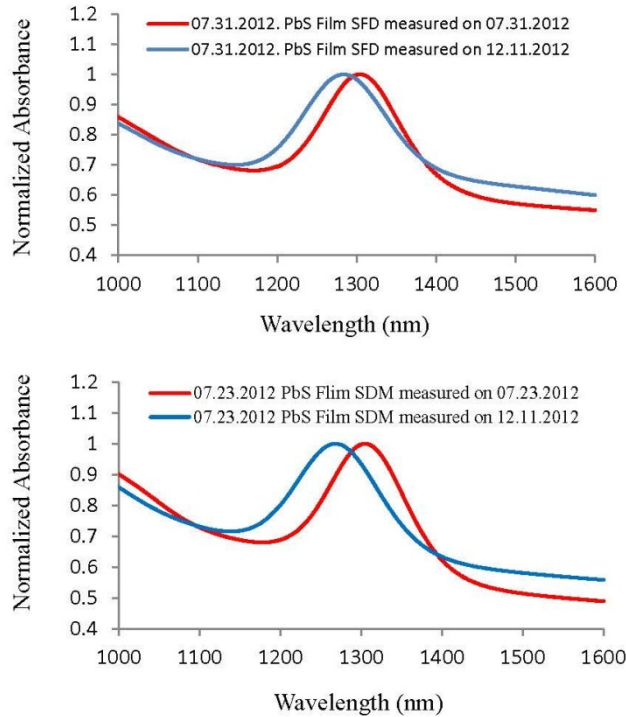 07.31.2012. PbS Film SFD measured on 07.31.2012
07.31.2012. PbS Film SFD measured on 12.11.2012
Normalized Absorbance
1.2
1.1
1
0.9
0.8
0.7
0.6
0.5
0.4
1000 1100 1200 1300 1400 1500 1600
Wavelength (nm)
07.23.2012 PbS Flim SDM measured on 07.23.2012
07.23.2012 PbS Film SDM measured on 12.11.2012
Normalized Absorbance
1.2
1.1
1
0.9
0.8
0.7
0.6
0.5
0.4
1000 1100 1200 1300 1400 1500 1600
Wavelength (nm)